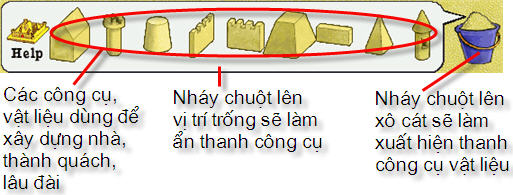 Help
Các công cụ,
vật liệu dùng để
xây dựng nhà,
thành quách,
lâu đài
Nháy chuột lên
vị trí trống sẽ làm
ẩn thanh công cụ
Nháy chuột lên
xô cát sẽ làm
xuất hiện thanh
công cụ vật liệu